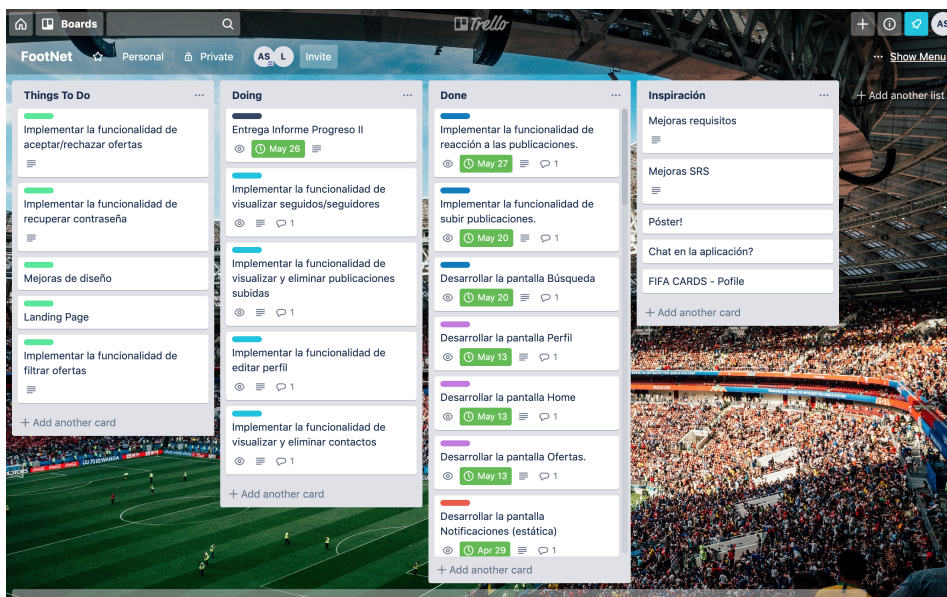 Boards
Trello
AS
FootNet
Personal
Private
AS
L
Invite
Show Menu
Things To Do
Implementar la funcionalidad de
aceptar/rechazar ofertas
Implementar la funcionalidad de
recuperar contraseña
Mejoras de diseño
Landing Page
Implementar la funcionalidad de
filtrar ofertas
+ Add another card
Doing
Entrega Informe Progreso II
May 26
Implementar la funcionalidad de
visualizar seguidos/seguidores
1
Implementar la funcionalidad de
visualizar y eliminar publicaciones
subidas
1
Implementar la funcionalidad de
editar perfil
1
Implementar la funcionalidad de
visualizar y eliminar contactos
1
+ Add another card
Done
Implementar la funcionalidad de
reacción a las publicaciones.
May 27 1
Implementar la funcionalidad de
subir publicaciones.
May 20 1
Desarrollar la pantalla Búsqueda
May 20 1
Desarrollar la pantalla Perfil
May 13 1
Desarrollar la pantalla Home
May 13 1
Desarrollar la pantalla Ofertas.
May 13 1
Desarrollar la pantalla
Notificaciones (estática)
Apr 29 1
+ Add another card
Inspiración
Mejoras requisitos
Mejoras SRS
Póster!
Chat en la aplicación?
FIFA CARDS - Pofile
+ Add another card
+ Add another list